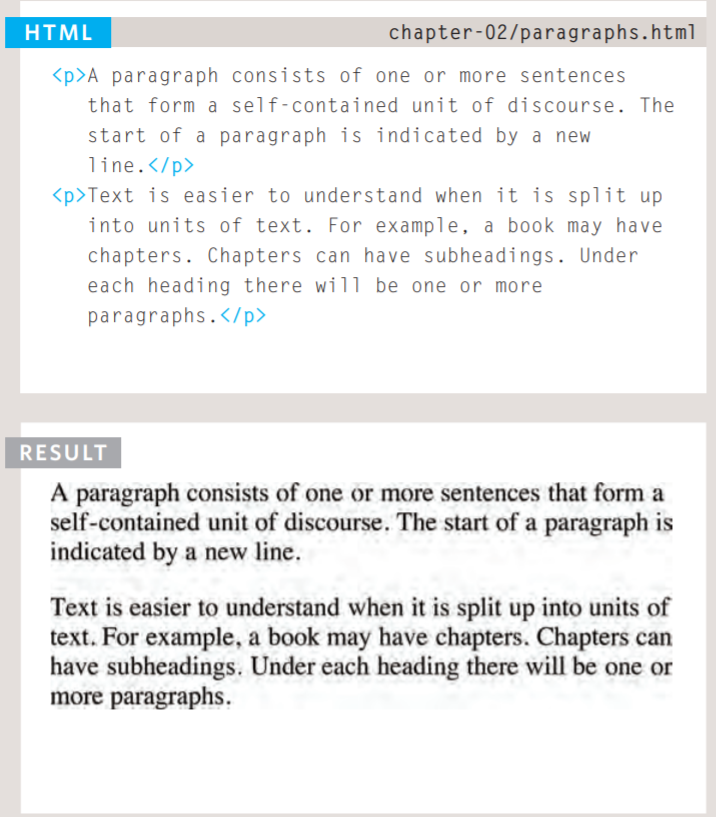 HTML
chapter-02/paragraphs.html
<p>A paragraph consists of one or more sentences
that form a self-contained unit of discourse. The
start of a paragraph is indicated by a new
line.</p>
<p>Text is easier to understand when it is split up
into units of text. For example, a book may have
chapters. Chapters can have subheadings. Under
each heading there will be one or more
paragraphs.</p>
RESULT
A paragraph consists of one or more sentences that form a
self-contained unit of discourse. The start of a paragraph is
indicated by a new line.
Text is easier to understand when it is split up into units of
text. For example, a book may have chapters. Chapters can
have subheadings. Under each heading there will be one or
more paragraphs.